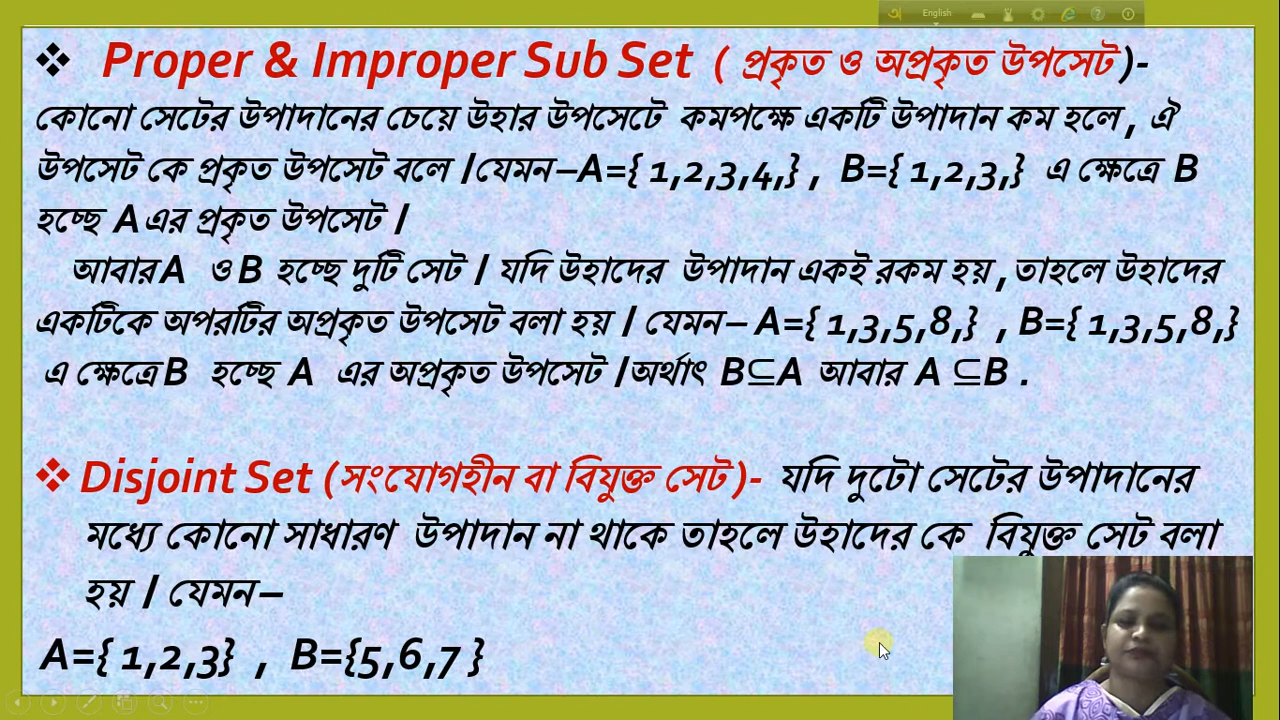 English
❖ Proper & Improper Sub Set ( প্রকৃত ও অপ্রকৃত উপসেট )-
কোনো সেটের উপাদানের চেয়ে উহার উপসেটে কমপক্ষে একটি উপাদান কম হলে , ঐ
উপসেট কে প্রকৃত উপসেট বলে । যেমন– A={ 1,2,3,4,} , B={ 1,2,3,} এ ক্ষেত্রে B
হচ্ছে A এর প্রকৃত উপসেট ।
আবার A ও B হচ্ছে দুটি সেট । যদি উহাদের উপাদান একই রকম হয় , তাহলে উহাদের
একটিকে অপরটির অপ্রকৃত উপসেট বলা হয় । যেমন– A={ 1,3,5,8,} , B={ 1,3,5,8,}
এ ক্ষেত্রে B হচ্ছে A এর অপ্রকৃত উপসেট । অর্থাৎ B⊆A আবার A ⊆B .
❖ Disjoint Set (সংযোগহীন বা বিযুক্ত সেট )- যদি দুটো সেটের উপাদানের
মধ্যে কোনো সাধারণ উপাদান না থাকে তাহলে উহাদের কে বিযুক্ত সেট বলা
হয় । যেমন–
A={ 1,2,3} , B={5,6,7 }